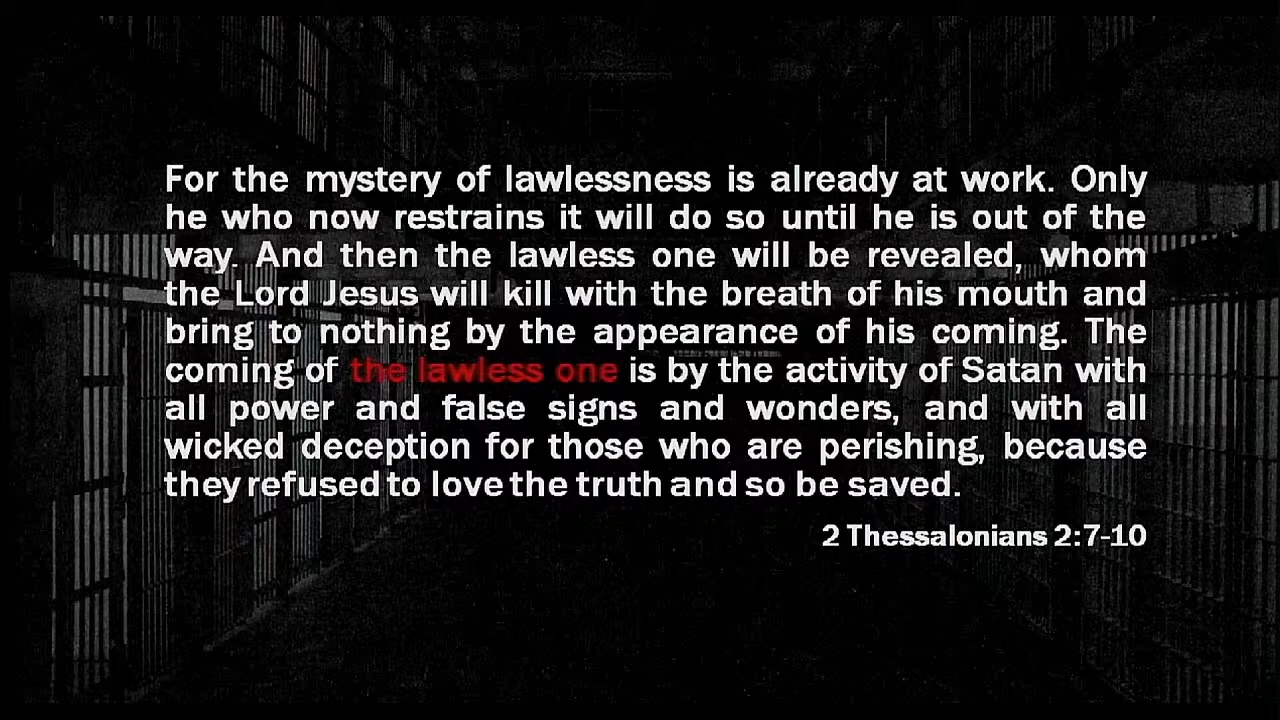 For the mystery of lawlessness is already at work. Only
he who now restrains it will do so until he is out of the
way. And then the lawless one will be revealed, whom
the Lord Jesus will kill with the breath of his mouth and
bring to nothing by the appearance of his coming. The
coming of the lawless one is by the activity of Satan with
all power and false signs and wonders, and with all
wicked deception for those who are perishing, because
they refused to love the truth and so be saved.
2 Thessalonians 2:7-10